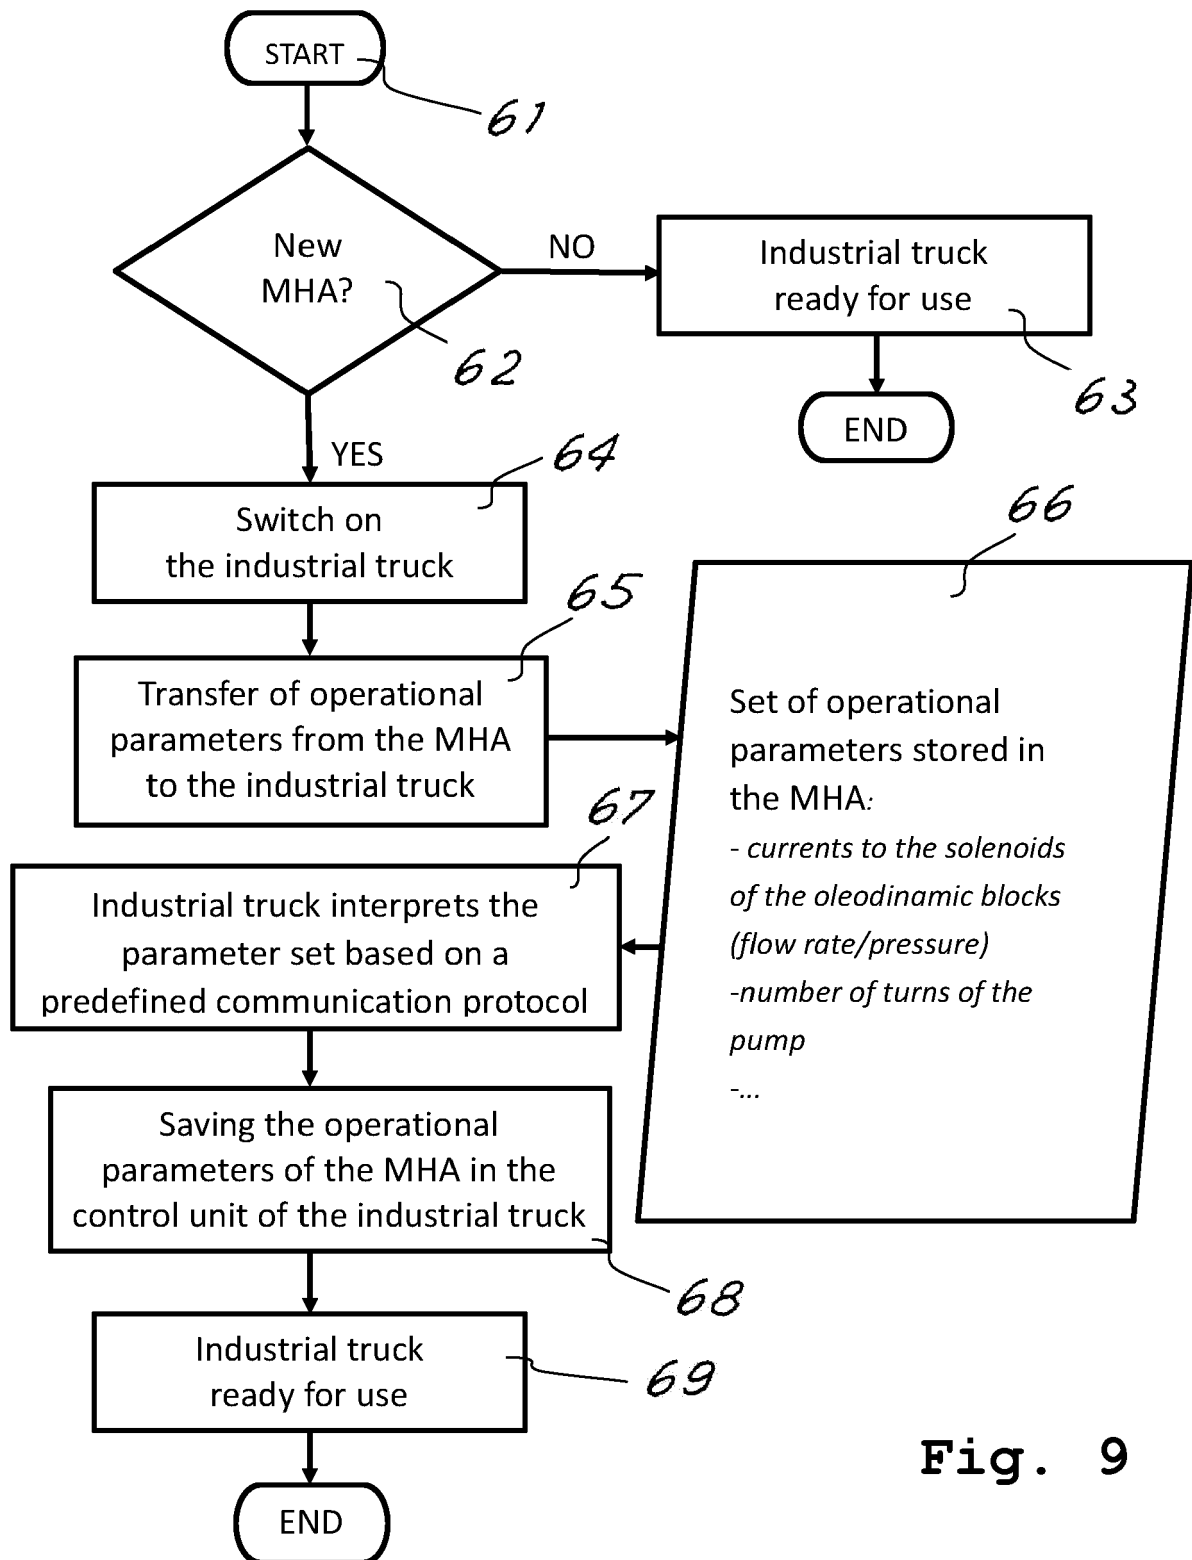 START
61
New
MHA?
62
NO
Industrial truck
ready for use
63
END
YES
64
Switch on
the industrial truck
65
Transfer of operational
parameters from the MHA
to the industrial truck
66
Set of operational
parameters stored in
the MHA:
- currents to the solenoids
of the oleodinamic blocks
(flow rate/pressure)
-number of turns of the
pump
-...
67
Industrial truck interprets the
parameter set based on a
predefined communication protocol
Saving the operational
parameters of the MHA in the
control unit of the industrial truck
68
Industrial truck
ready for use
69
END
Fig. 9